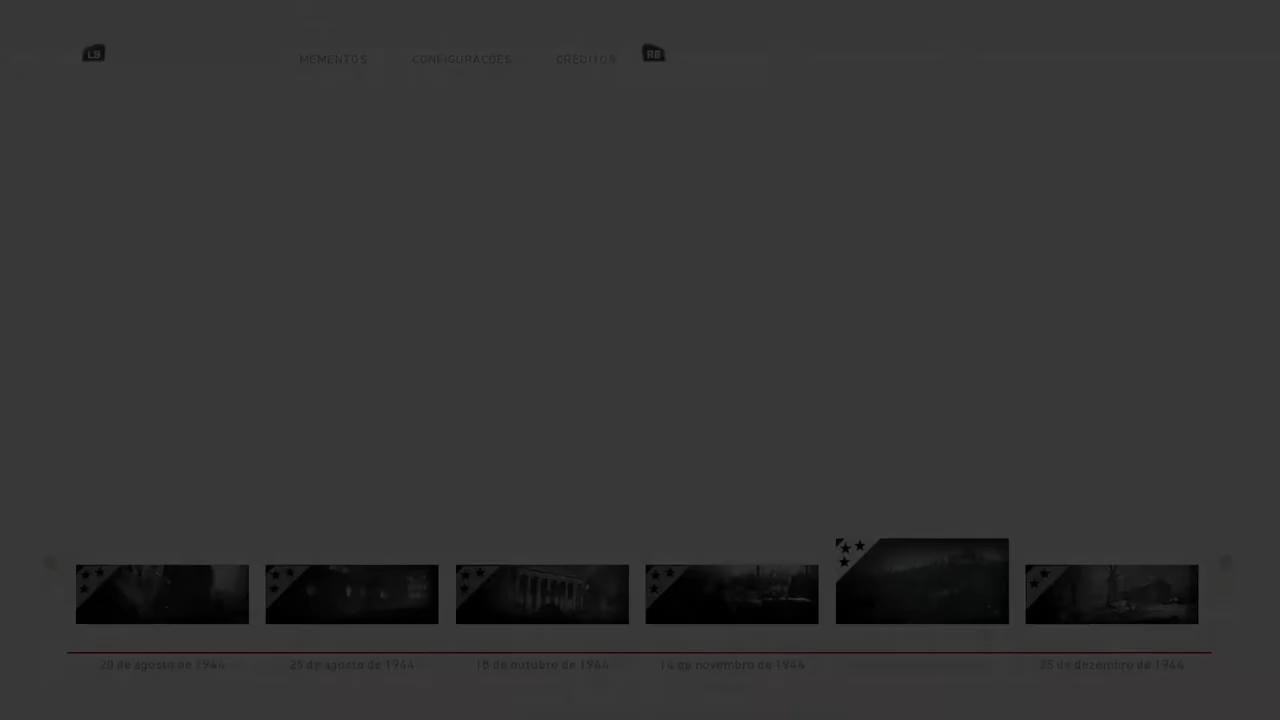 LB MEMENTOS CONFIGURAÇÕES CRÉDITOS RB
20 de agosto de 1944 25 de agosto de 1944 18 de outubro de 1944 14 de novembro de 1944 25 de dezembro de 1944